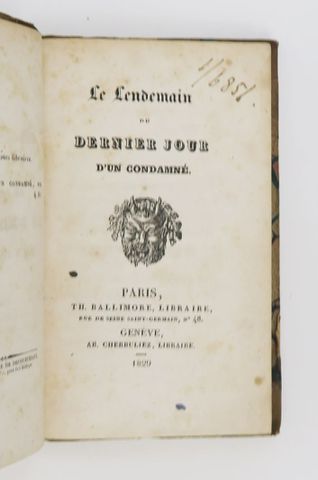 Le Lendemain
DU
DERNIER JOUR
D'UN CONDAMNÉ.
PARIS,
TH. BALLIMORE, LIBRAIRE,
RUE DE SEINE SAINT-GERMAIN, Nº 48.
GENÈVE,
AB. CHERBULIEZ, LIBRAIRE.
1829